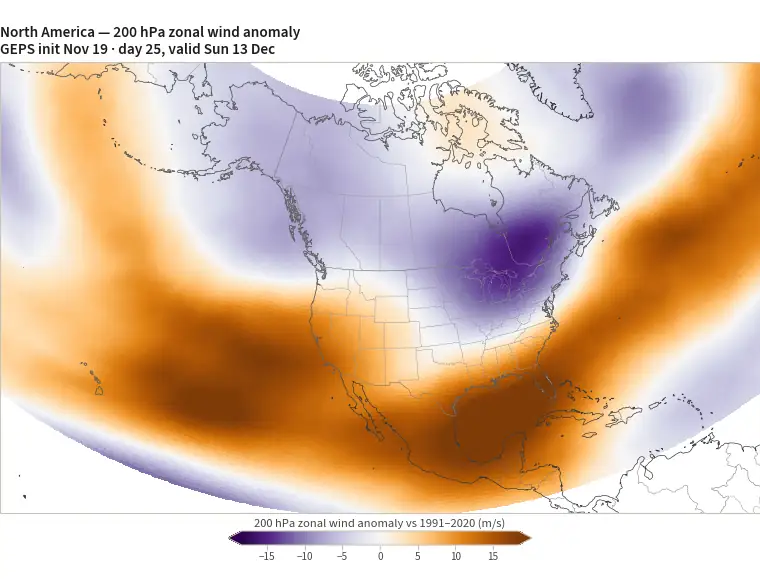 North America — 200 hPa zonal wind anomaly
GEPS init Nov 19 · day 25, valid Sun 13 Dec
200 hPa zonal wind anomaly vs 1991–2020 (m/s)
−15 −10 −5 0 5 10 15